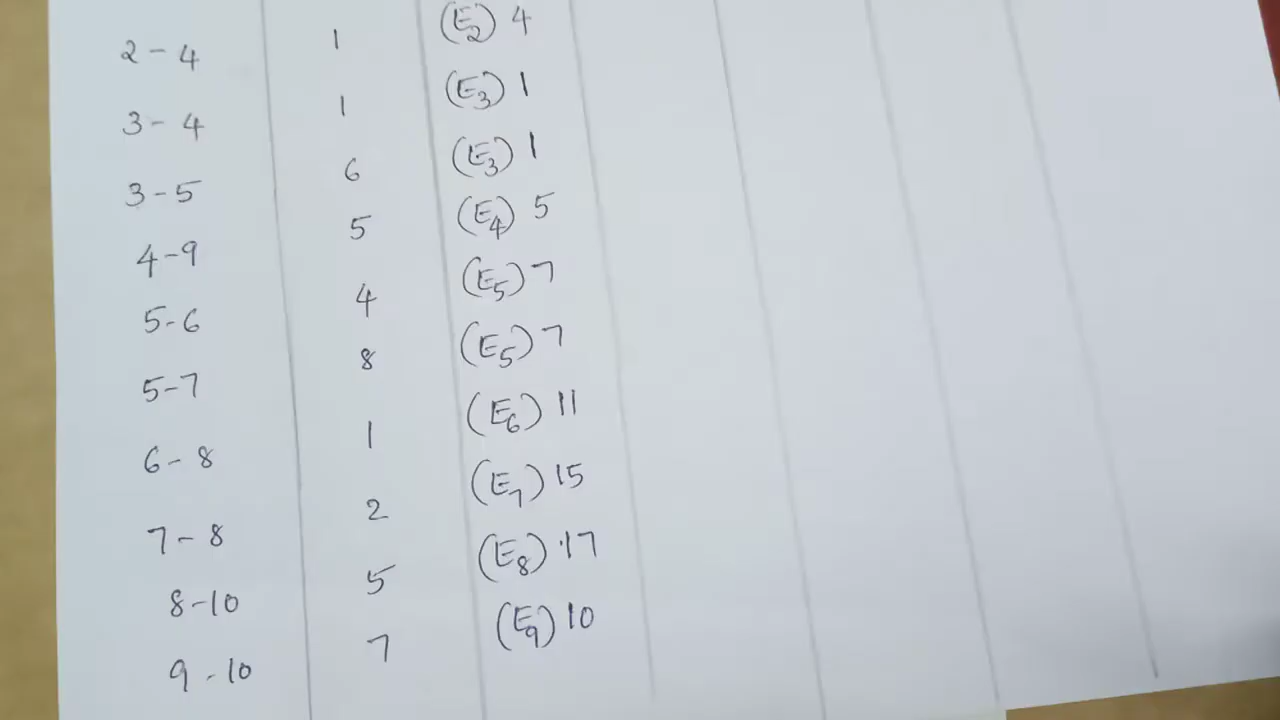 2-4 1 (E2) 4
3-4 1 (E3) 1
3-5 6 (E3) 1
4-9 5 (E4) 5
5-6 4 (E5) 7
5-7 8 (E5) 7
6-8 1 (E6) 11
7-8 2 (E7) 15
8-10 5 (E8) 17
9-10 7 (E9) 10